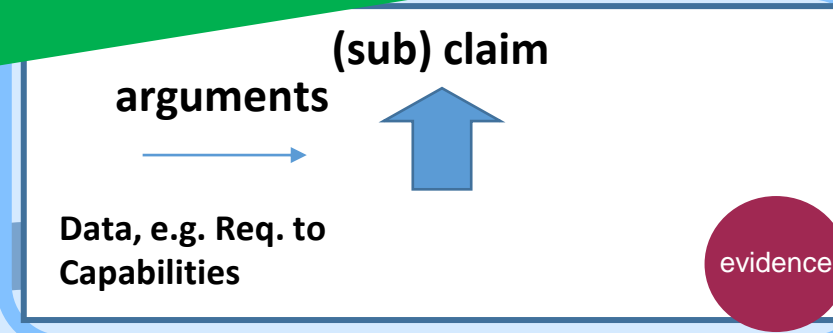 (sub) claim
arguments
Data, e.g. Req. to
Capabilities
evidence